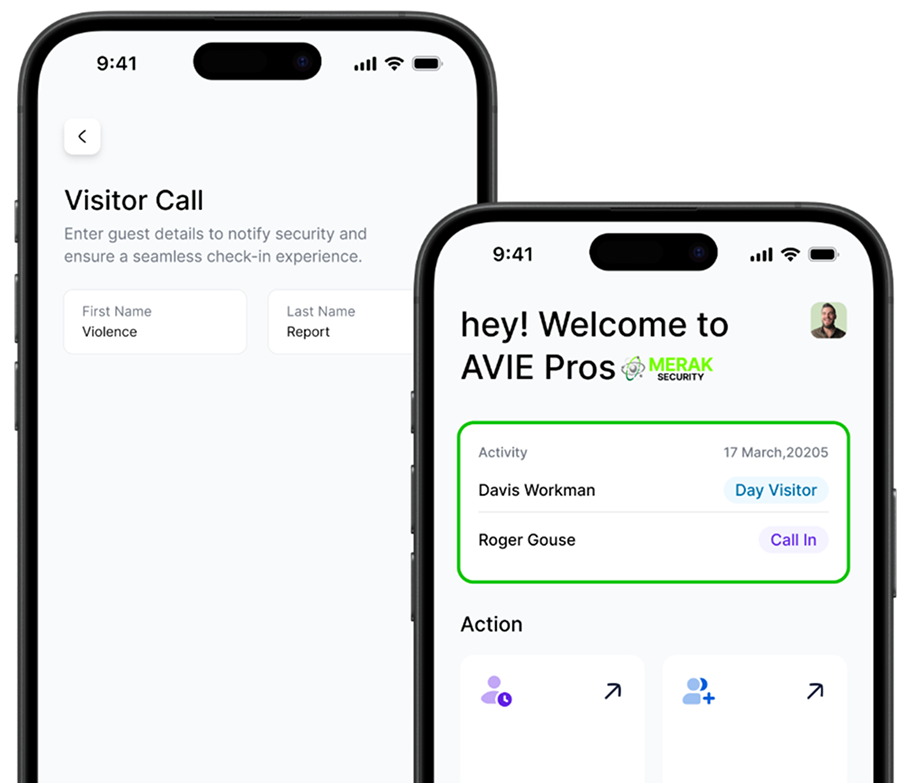 9:41
Visitor Call
Enter guest details to notify security and
ensure a seamless check-in experience.
First Name
Violence
Last Name
Report
9:41
hey! Welcome to
AVIE Pros MERAK
SECURITY
Activity
17 March,20205
Davis Workman
Day Visitor
Roger Gouse
Call In
Action